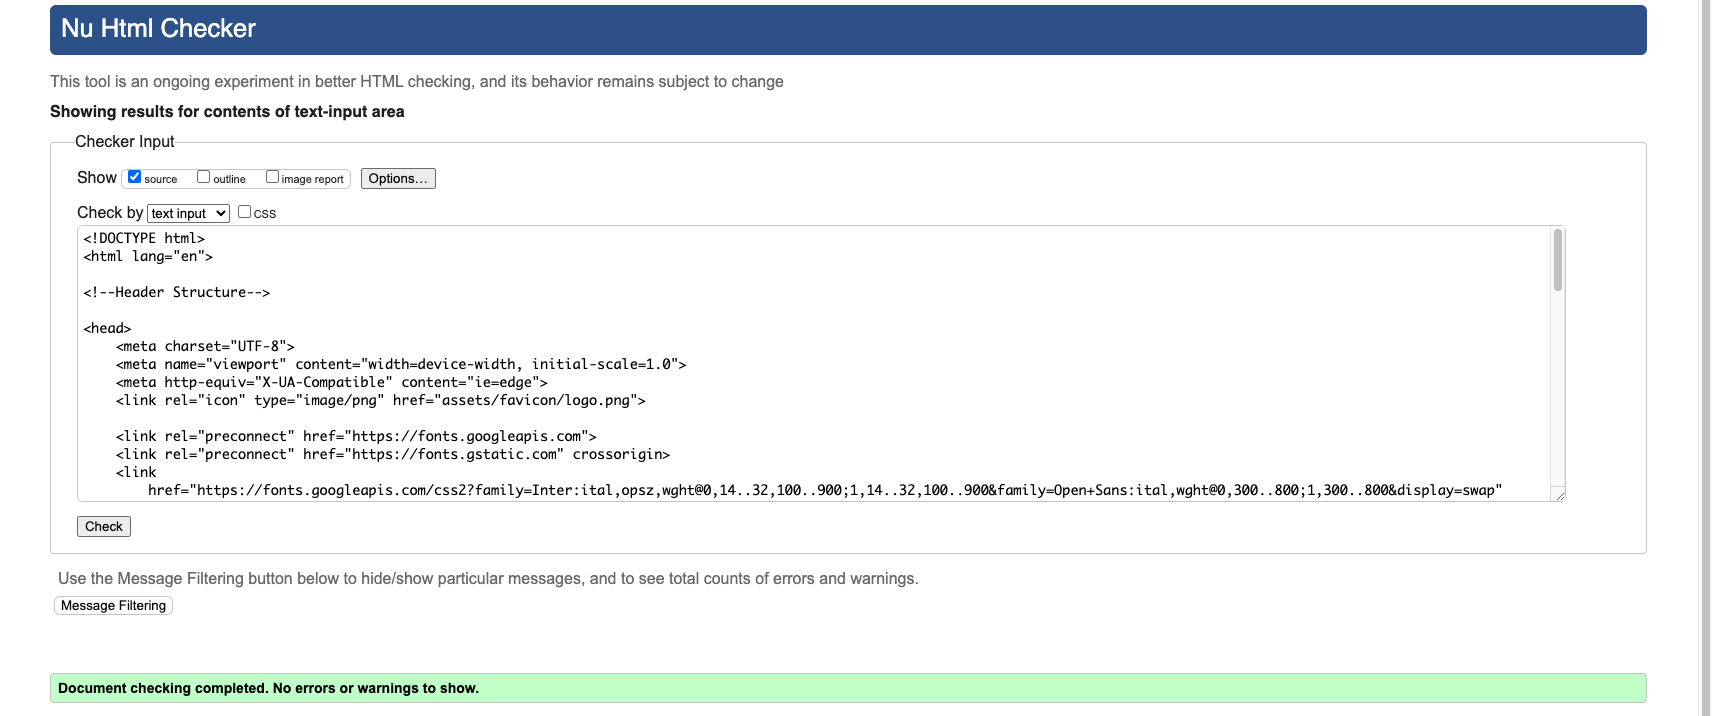 Nu Html Checker
This tool is an ongoing experiment in better HTML checking, and its behavior remains subject to change
Showing results for contents of text-input area
Checker Input
Show source outline image report Options...
Check by text input css
<!DOCTYPE html>
<html lang="en">
<!--Header Structure-->
<head>
<meta charset="UTF-8">
<meta name="viewport" content="width=device-width, initial-scale=1.0">
<meta http-equiv="X-UA-Compatible" content="ie=edge">
<link rel="icon" type="image/png" href="assets/favicon/logo.png">
<link rel="preconnect" href="https://fonts.googleapis.com">
<link rel="preconnect" href="https://fonts.gstatic.com" crossorigin>
<link
href="https://fonts.googleapis.com/css2?family=Inter:ital,opsz,wght@0,14..32,100..900;1,14..32,100..900&family=Open+Sans:ital,wght@0,300..800;1,300..800&display=swap"
Check
Use the Message Filtering button below to hide/show particular messages, and to see total counts of errors and warnings.
Message Filtering
Document checking completed. No errors or warnings to show.